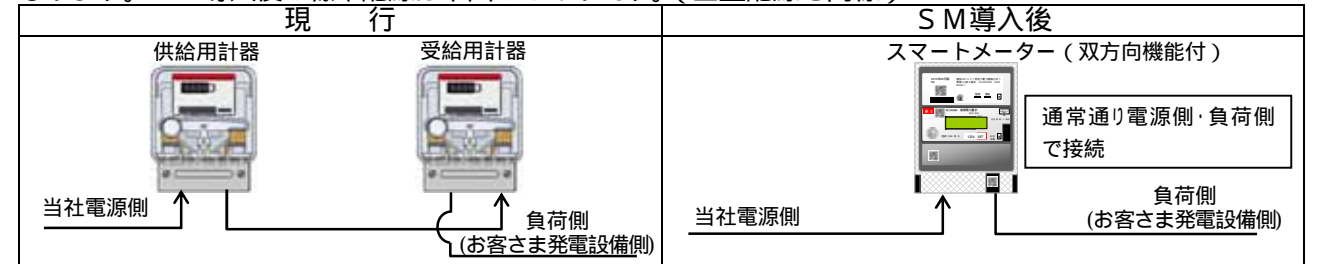 現 行
ＳＭ導入後
供給用計器
受給用計器
当社電源側
負荷側
(お客さま発電設備側)
スマートメーター（双方向機能付）
通常通り電源側・負荷側
で接続
当社電源側
負荷側
(お客さま発電設備側)